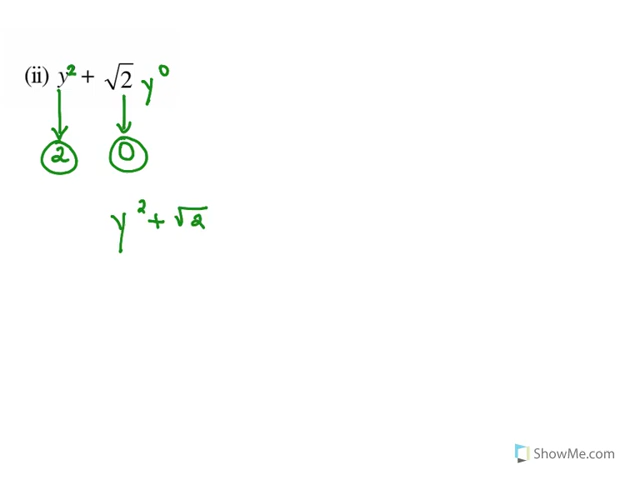 (ii) y² + √2 y⁰
2 0
y² + √2
ShowMe.com